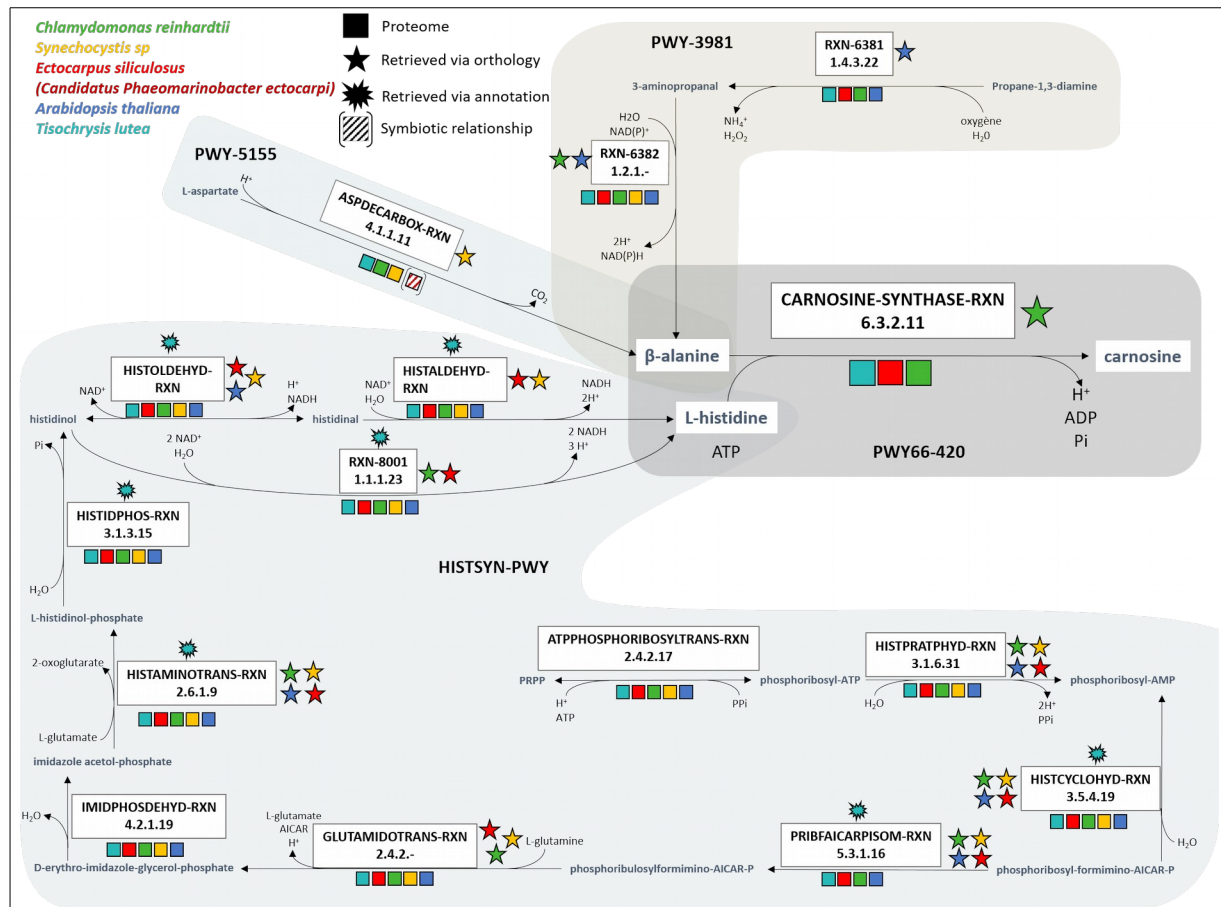 Chlamydomonas reinhardtii
Synechocystis sp
Ectocarpus siliculosus
(Candidatus Phaeomarinobacter ectocarpi)
Arabidopsis thaliana
Tisochrysis lutea
Proteome
Retrieved via orthology
Retrieved via annotation
Symbiotic relationship
PWY-3981
RXN-6381
1.4.3.22
3-aminopropanal
Propane-1,3-diamine
NH₄⁺
H₂O₂
oxygène
H₂0
H2O
NAD(P)⁺
RXN-6382
1.2.1.-
2H⁺
NAD(P)H
PWY-5155
L-aspartate
H⁺
ASPDECARBOX-RXN
4.1.1.11
CO₂
CARNOSINE-SYNTHASE-RXN
6.3.2.11
β-alanine
carnosine
L-histidine
ATP
H⁺
ADP
Pi
PWY66-420
HISTOLDEHYD-
RXN
NAD⁺
H⁺
NADH
histidinol
HISTALDEHYD-
RXN
NAD⁺
H₂O
NADH
2H⁺
histidinal
2 NAD⁺
H₂O
RXN-8001
1.1.1.23
2 NADH
3 H⁺
Pi
HISTIDPHOS-RXN
3.1.3.15
H₂O
HISTSYN-PWY
L-histidinol-phosphate
2-oxoglutarate
HISTAMINOTRANS-RXN
2.6.1.9
L-glutamate
imidazole acetol-phosphate
ATPPHOSPHORIBOSYLTRANS-RXN
2.4.2.17
PRPP
H⁺
ATP
PPi
phosphoribosyl-ATP
HISTPRATPHYD-RXN
3.1.6.31
H₂O
2H⁺
PPi
phosphoribosyl-AMP
HISTCYCLOHYD-RXN
3.5.4.19
H₂O
IMIDPHOSDEHYD-RXN
4.2.1.19
H₂O
D-erythro-imidazole-glycerol-phosphate
L-glutamate
AICAR
H⁺
GLUTAMIDOTRANS-RXN
2.4.2.-
L-glutamine
phosphoribulosylformimino-AICAR-P
PRIBFAICARPISOM-RXN
5.3.1.16
phosphoribosyl-formimino-AICAR-P